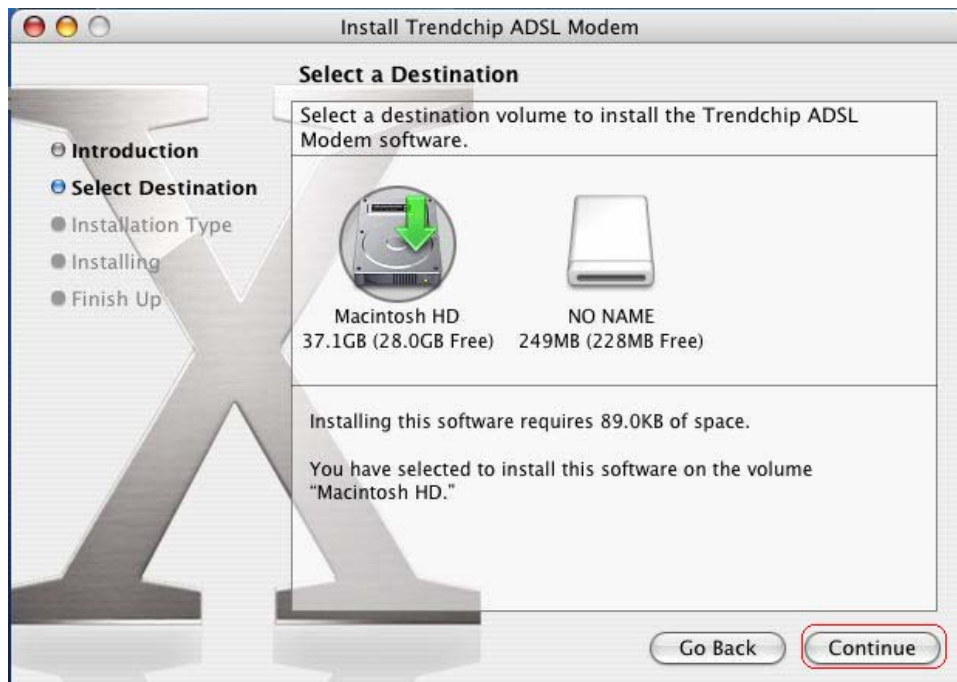 Install Trendchip ADSL Modem
Select a Destination
Introduction
Select Destination
Installation Type
Installing
Finish Up
Select a destination volume to install the Trendchip ADSL
Modem software.
Macintosh HD
37.1GB (28.0GB Free)
NO NAME
249MB (228MB Free)
Installing this software requires 89.0KB of space.
You have selected to install this software on the volume
“Macintosh HD.”
Go Back
Continue